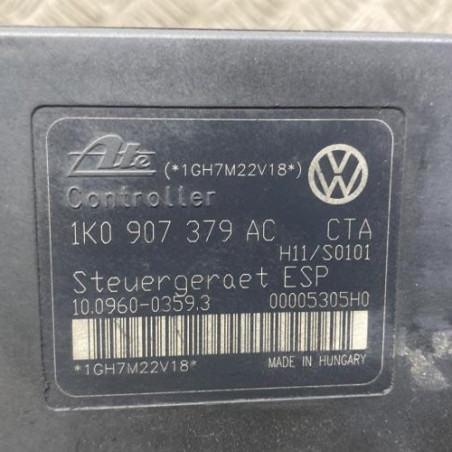 Ate (*1GH7M22V18*)
Controller
1K0 907 379 AC CTA
H11/S0101
Steuergeraet ESP
10.0960-0359.3 00005305H0
*1GH7M22V18* MADE IN HUNGARY